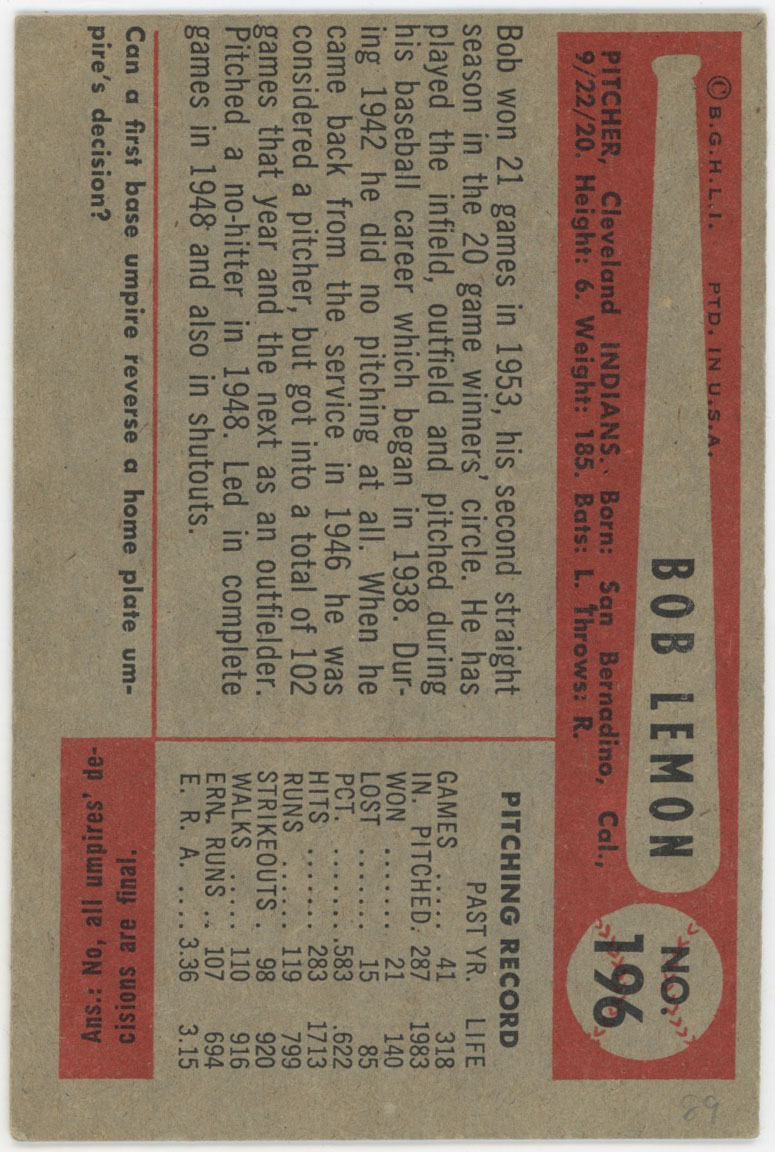 © B.G.H.L.I. PTD. IN U.S.A.
BOB LEMON
NO.
196
PITCHER, Cleveland INDIANS. Born: San Bernadino, Cal.,
9/22/20. Height: 6. Weight: 185. Bats: L. Throws: R.
Bob won 21 games in 1953, his second straight
season in the 20 game winners' circle. He has
played the infield, outfield and pitched during
his baseball career which began in 1938. Dur-
ing 1942 he did no pitching at all. When he
came back from the service in 1946 he was
considered a pitcher, but got into a total of 102
games that year and the next as an outfielder.
Pitched a no-hitter in 1948. Led in complete
games in 1948 and also in shutouts.
PITCHING RECORD
PAST YR. LIFE
GAMES ..... 41 318
IN. PITCHED. 287 1983
WON ....... 21 140
LOST ....... 15 85
PCT. ....... .583 .622
HITS ....... 283 1713
RUNS ...... 119 799
STRIKEOUTS . 98 920
WALKS ..... 110 916
ERN. RUNS .. 107 694
E. R. A. .... 3.36 3.15
Can a first base umpire reverse a home plate um-
pire's decision?
Ans.: No, all umpires' de-
cisions are final.
89